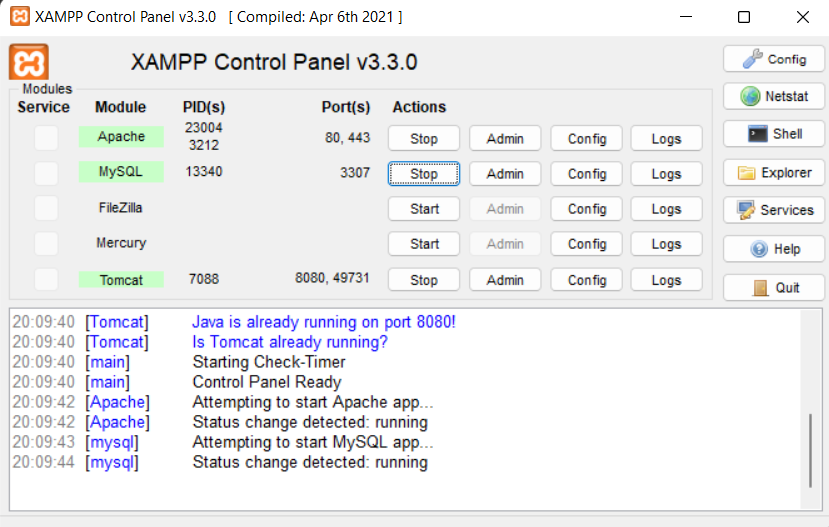 XAMPP Control Panel v3.3.0 [ Compiled: Apr 6th 2021 ]
XAMPP Control Panel v3.3.0
Config
Modules
Service Module PID(s) Port(s) Actions
Netstat
Apache 23004 3212 80, 443 Stop Admin Config Logs
Shell
MySQL 13340 3307 Stop Admin Config Logs
Explorer
FileZilla Start Admin Config Logs
Services
Mercury Start Admin Config Logs
Help
Tomcat 7088 8080, 49731 Stop Admin Config Logs
Quit
20:09:40 [Tomcat] Java is already running on port 8080!
20:09:40 [Tomcat] Is Tomcat already running?
20:09:40 [main] Starting Check-Timer
20:09:40 [main] Control Panel Ready
20:09:42 [Apache] Attempting to start Apache app...
20:09:42 [Apache] Status change detected: running
20:09:43 [mysql] Attempting to start MySQL app...
20:09:44 [mysql] Status change detected: running